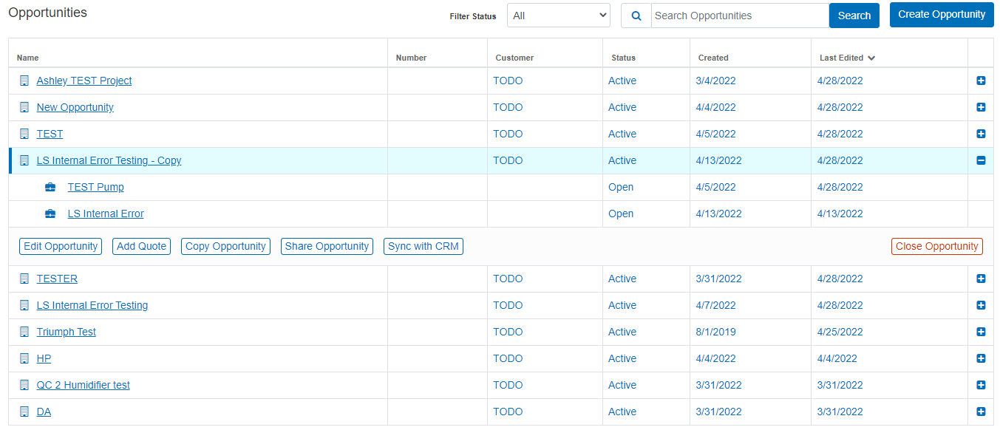 Opportunities Filter Status All Search Opportunities Search Create Opportunity
Name Number Customer Status Created Last Edited
Ashley TEST Project TODO Active 3/4/2022 4/28/2022
New Opportunity TODO Active 4/4/2022 4/28/2022
TEST TODO Active 4/5/2022 4/28/2022
LS Internal Error Testing - Copy TODO Active 4/13/2022 4/28/2022
TEST Pump Open 4/5/2022 4/28/2022
LS Internal Error Open 4/13/2022 4/13/2022
Edit Opportunity Add Quote Copy Opportunity Share Opportunity Sync with CRM Close Opportunity
TESTER TODO Active 3/31/2022 4/28/2022
LS Internal Error Testing TODO Active 4/7/2022 4/28/2022
Triumph Test TODO Active 8/1/2019 4/25/2022
HP TODO Active 4/4/2022 4/4/2022
QC 2 Humidifier test TODO Active 3/31/2022 3/31/2022
DA TODO Active 3/31/2022 3/31/2022